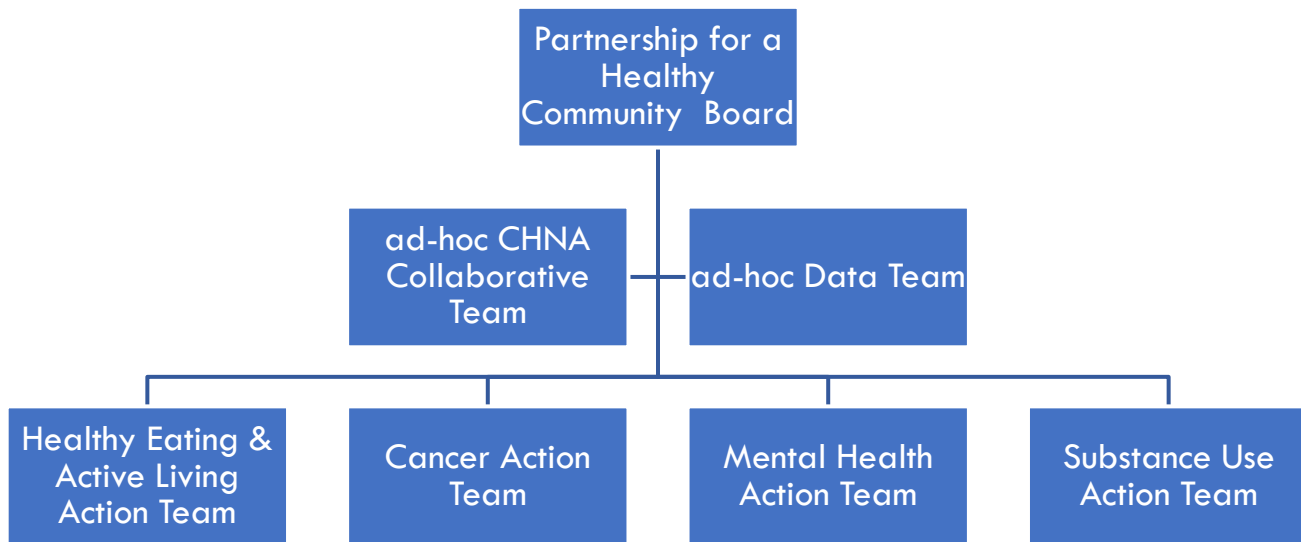 Partnership for a
Healthy
Community Board
ad-hoc CHNA
Collaborative
Team
ad-hoc Data Team
Healthy Eating &
Active Living
Action Team
Cancer Action
Team
Mental Health
Action Team
Substance Use
Action Team